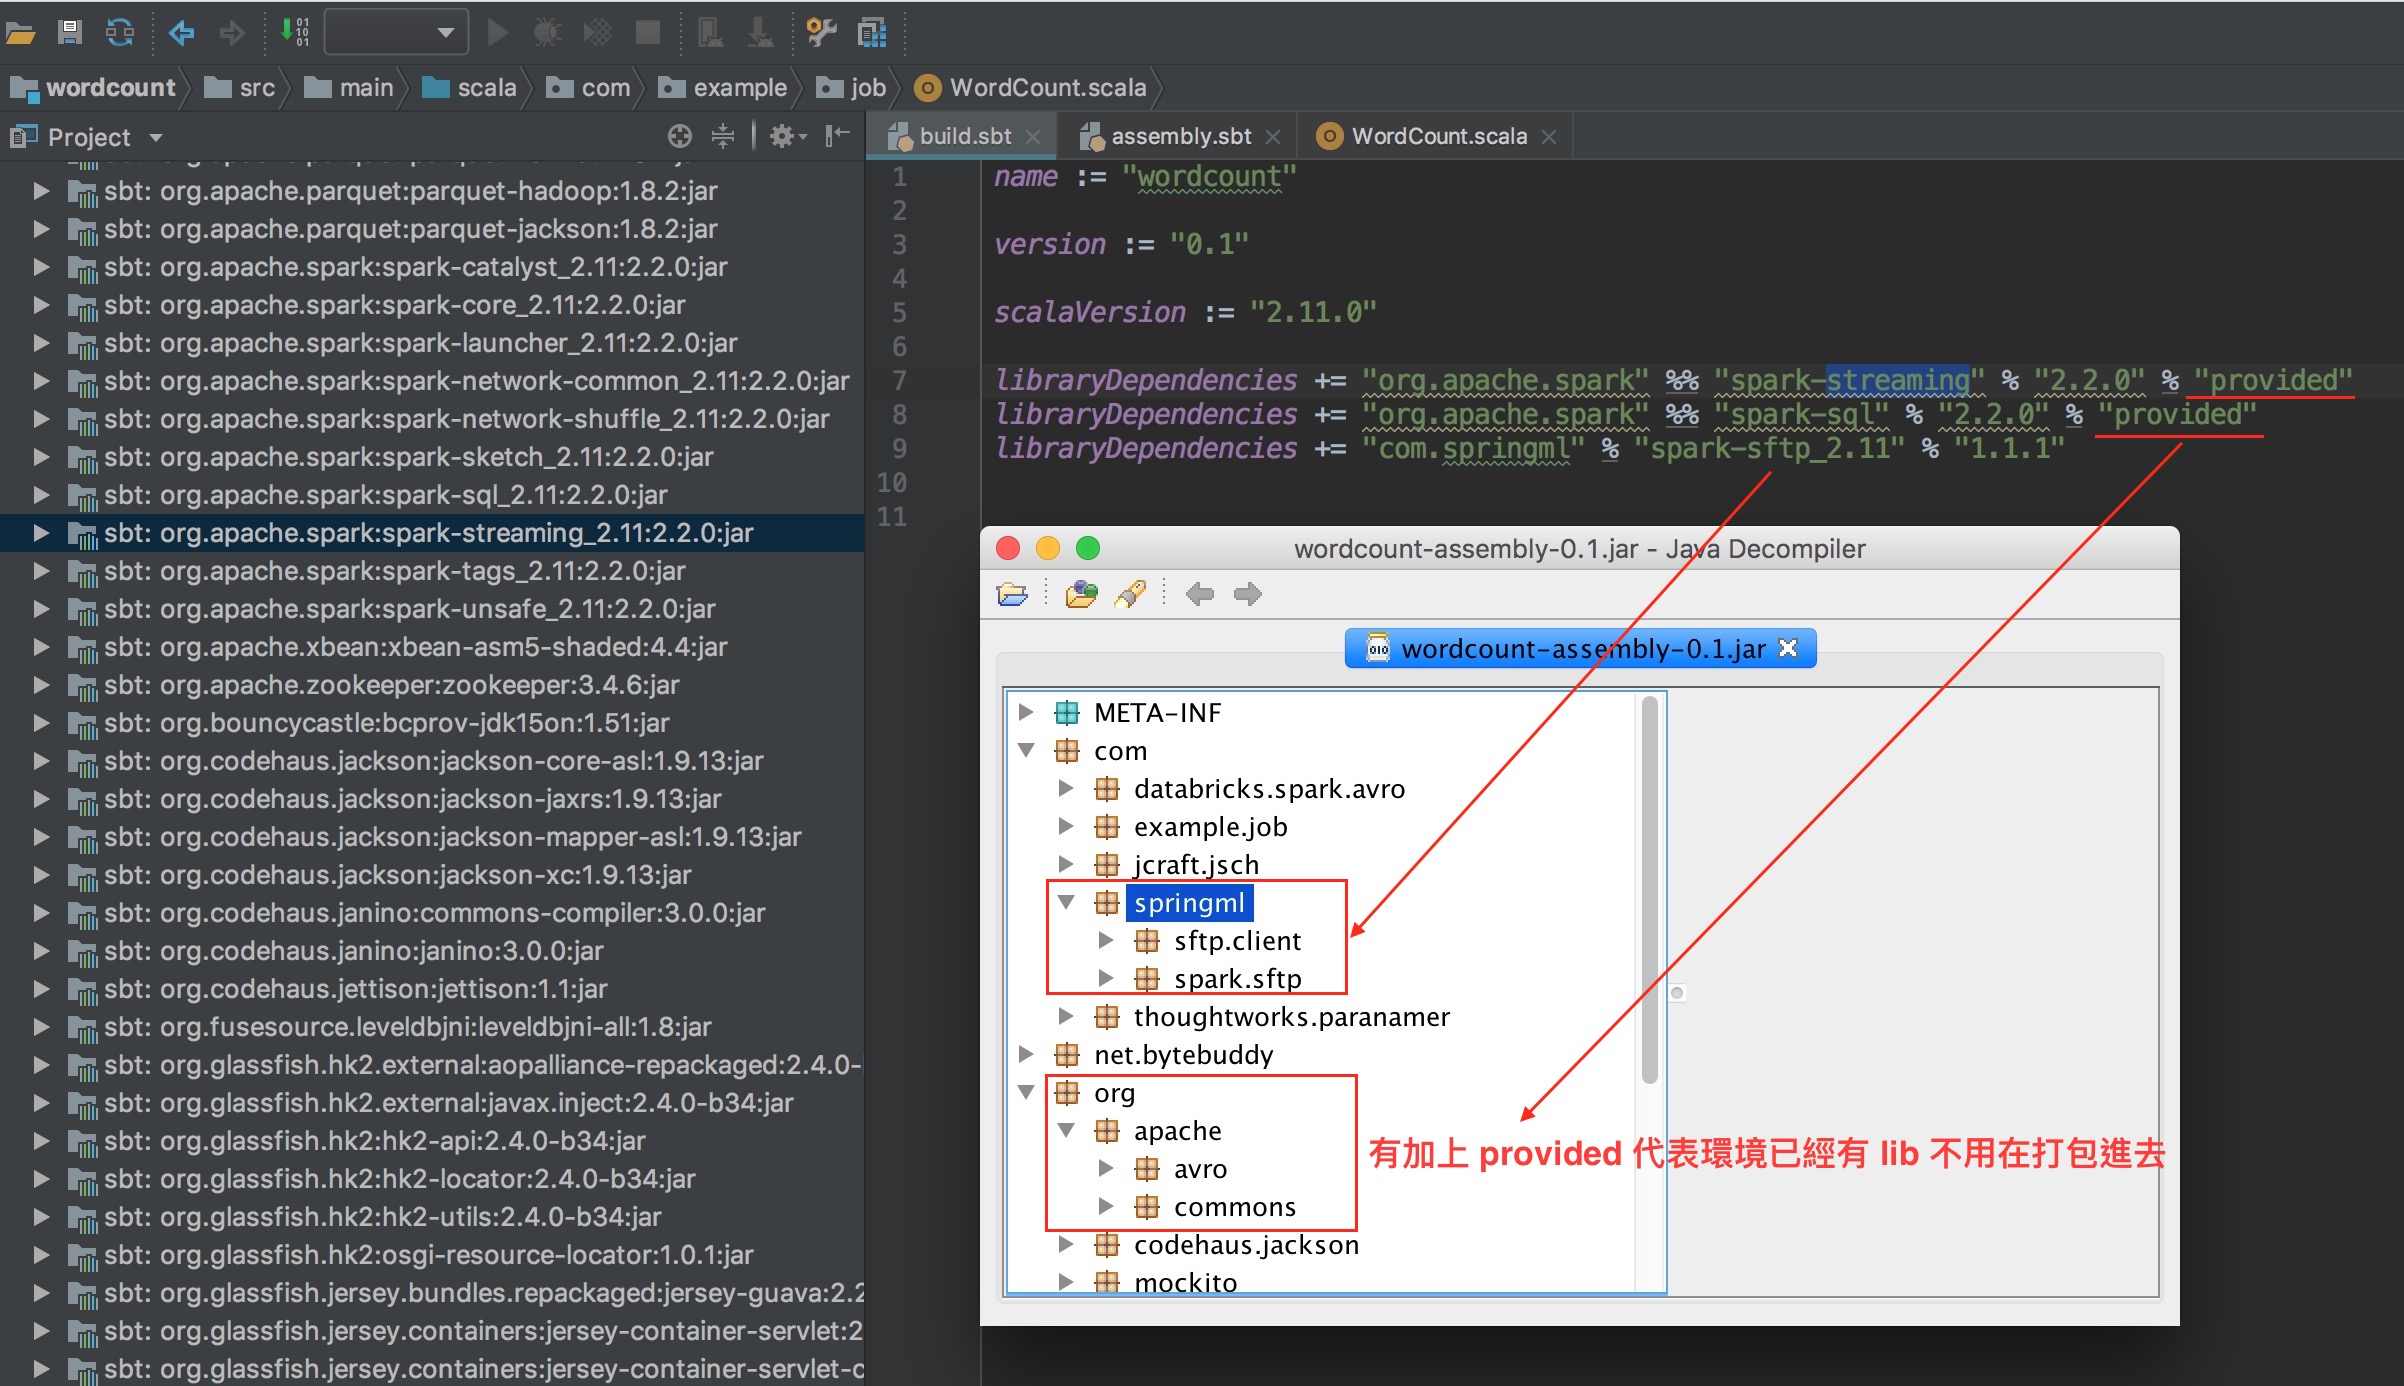 wordcount src main scala com example job WordCount.scala
Project
build.sbt assembly.sbt WordCount.scala
sbt: org.apache.parquet:parquet-hadoop:1.8.2:jar
sbt: org.apache.parquet:parquet-jackson:1.8.2:jar
sbt: org.apache.spark:spark-catalyst_2.11:2.2.0:jar
sbt: org.apache.spark:spark-core_2.11:2.2.0:jar
sbt: org.apache.spark:spark-launcher_2.11:2.2.0:jar
sbt: org.apache.spark:spark-network-common_2.11:2.2.0:jar
sbt: org.apache.spark:spark-network-shuffle_2.11:2.2.0:jar
sbt: org.apache.spark:spark-sketch_2.11:2.2.0:jar
sbt: org.apache.spark:spark-sql_2.11:2.2.0:jar
sbt: org.apache.spark:spark-streaming_2.11:2.2.0:jar
sbt: org.apache.spark:spark-tags_2.11:2.2.0:jar
sbt: org.apache.spark:spark-unsafe_2.11:2.2.0:jar
sbt: org.apache.xbean:xbean-asm5-shaded:4.4:jar
sbt: org.apache.zookeeper:zookeeper:3.4.6:jar
sbt: org.bouncycastle:bcprov-jdk15on:1.51:jar
sbt: org.codehaus.jackson:jackson-core-asl:1.9.13:jar
sbt: org.codehaus.jackson:jackson-jaxrs:1.9.13:jar
sbt: org.codehaus.jackson:jackson-mapper-asl:1.9.13:jar
sbt: org.codehaus.jackson:jackson-xc:1.9.13:jar
sbt: org.codehaus.janino:commons-compiler:3.0.0:jar
sbt: org.codehaus.janino:janino:3.0.0:jar
sbt: org.codehaus.jettison:jettison:1.1:jar
sbt: org.fusesource.leveldbjni:leveldbjni-all:1.8:jar
sbt: org.glassfish.hk2.external:aopalliance-repackaged:2.4.0-
sbt: org.glassfish.hk2.external:javax.inject:2.4.0-b34:jar
sbt: org.glassfish.hk2:hk2-api:2.4.0-b34:jar
sbt: org.glassfish.hk2:hk2-locator:2.4.0-b34:jar
sbt: org.glassfish.hk2:hk2-utils:2.4.0-b34:jar
sbt: org.glassfish.hk2:osgi-resource-locator:1.0.1:jar
sbt: org.glassfish.jersey.bundles.repackaged:jersey-guava:2.2
sbt: org.glassfish.jersey.containers:jersey-container-servlet:2
sbt: org.glassfish.jersey.containers:jersey-container-servlet-c
1 name := "wordcount"
2
3 version := "0.1"
4
5 scalaVersion := "2.11.0"
6
7 libraryDependencies += "org.apache.spark" %% "spark-streaming" % "2.2.0" % "provided"
8 libraryDependencies += "org.apache.spark" %% "spark-sql" % "2.2.0" % "provided"
9 libraryDependencies += "com.springml" % "spark-sftp_2.11" % "1.1.1"
10
11
wordcount-assembly-0.1.jar - Java Decompiler
wordcount-assembly-0.1.jar
META-INF
com
databricks.spark.avro
example.job
jcraft.jsch
springml
sftp.client
spark.sftp
thoughtworks.paranamer
net.bytebuddy
org
apache
avro
commons
codehaus.jackson
mockito
有加上 provided 代表環境已經有 lib 不用在打包進去